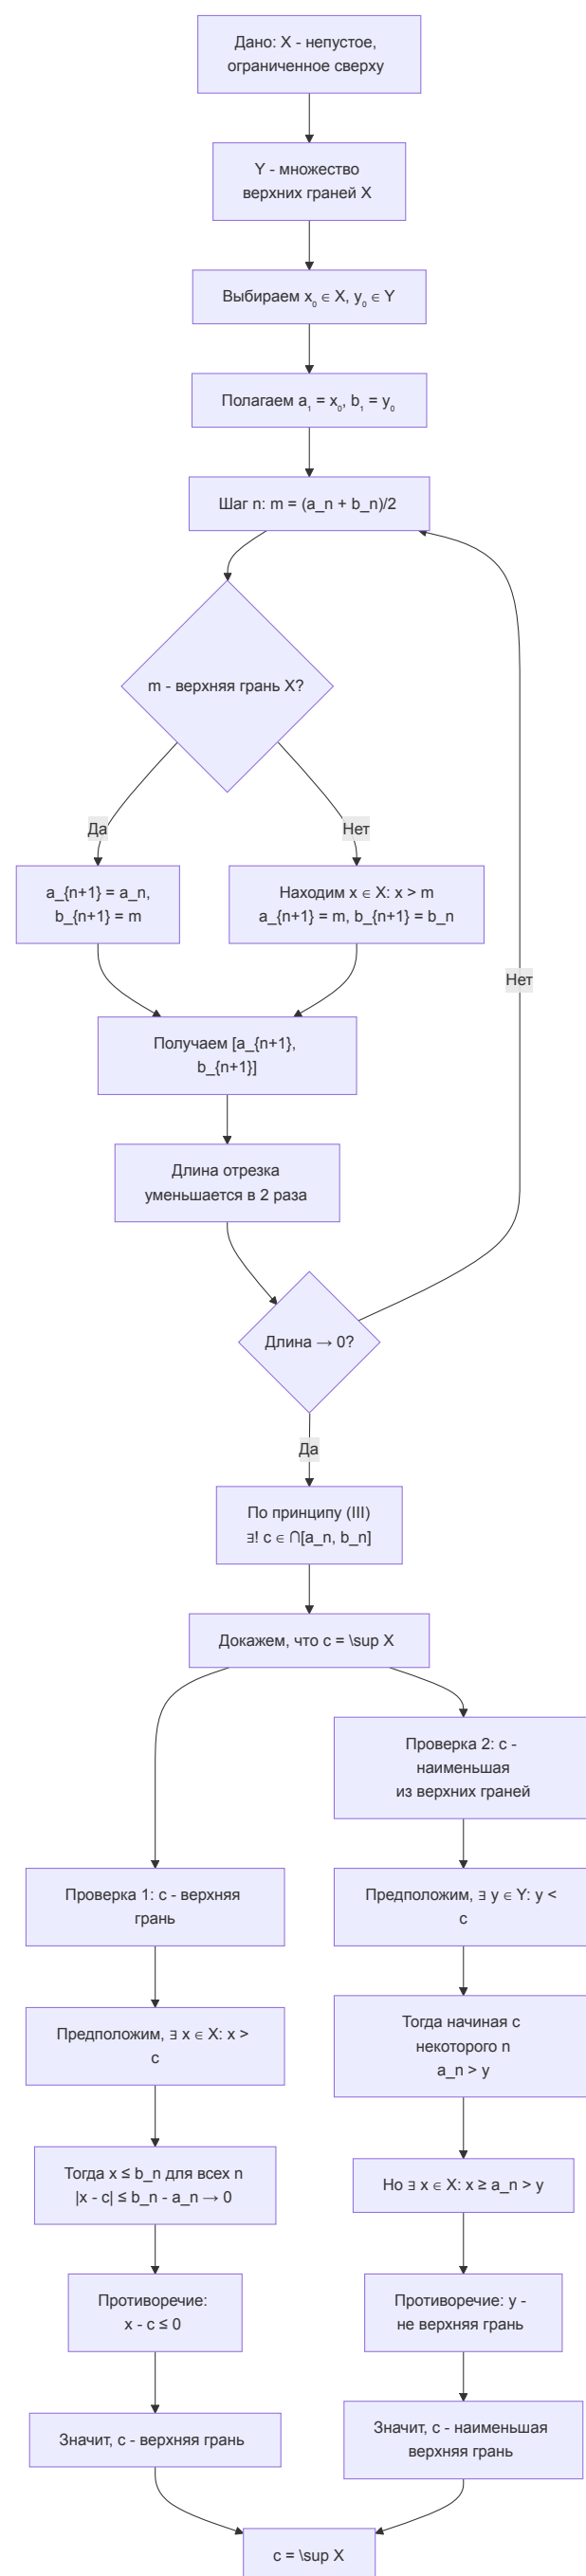 Дано: X - непустое,
ограниченное сверху
Y - множество
верхних граней X
Выбираем x₀ ∈ X, y₀ ∈ Y
Полагаем a₁ = x₀, b₁ = y₀
Шаг n: m = (a_n + b_n)/2
m - верхняя грань X?
Да
Нет
a_{n+1} = a_n,
b_{n+1} = m
Находим x ∈ X: x > m
a_{n+1} = m, b_{n+1} = b_n
Нет
Получаем [a_{n+1},
b_{n+1}]
Длина отрезка
уменьшается в 2 раза
Длина → 0?
Да
По принципу (III)
∃! c ∈ ∩[a_n, b_n]
Докажем, что c = \sup X
Проверка 2: c -
наименьшая
из верхних граней
Проверка 1: c - верхняя
грань
Предположим, ∃ y ∈ Y: y <
c
Предположим, ∃ x ∈ X: x >
c
Тогда начиная с
некоторого n
a_n > y
Тогда x ≤ b_n для всех n
|x - c| ≤ b_n - a_n → 0
Но ∃ x ∈ X: x ≥ a_n > y
Противоречие:
x - c ≤ 0
Противоречие: y -
не верхняя грань
Значит, c - верхняя грань
Значит, c - наименьшая
верхняя грань
c = \sup X